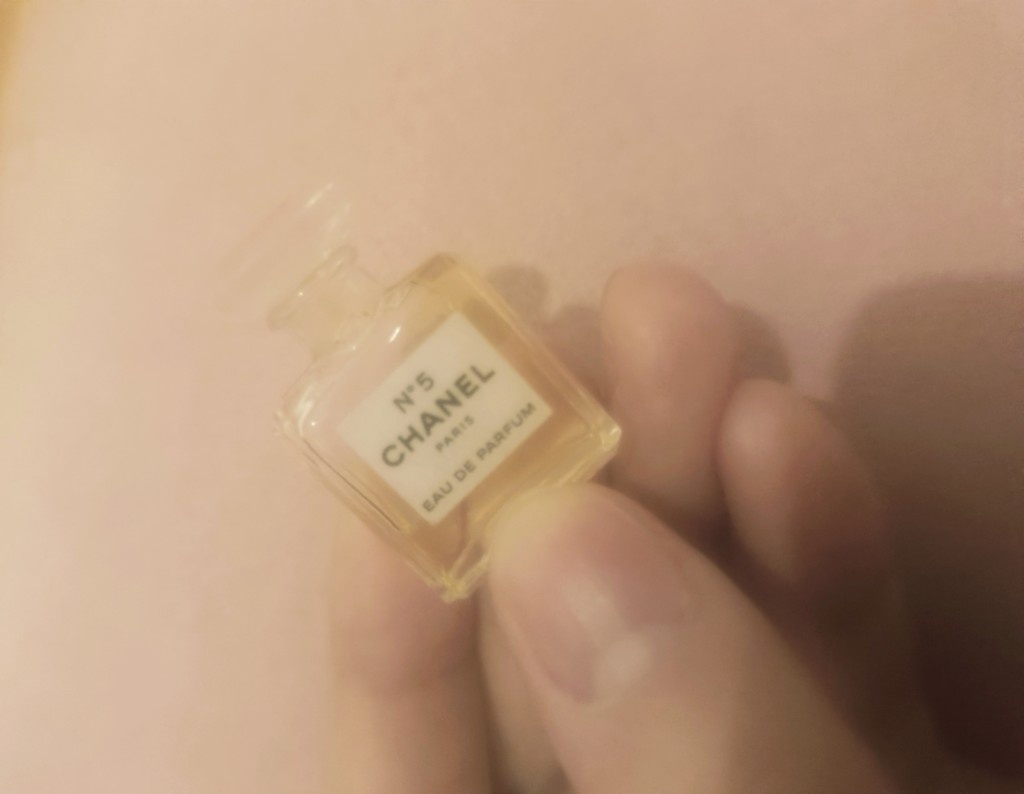 N°5
CHANEL
PARIS
EAU DE PARFUM